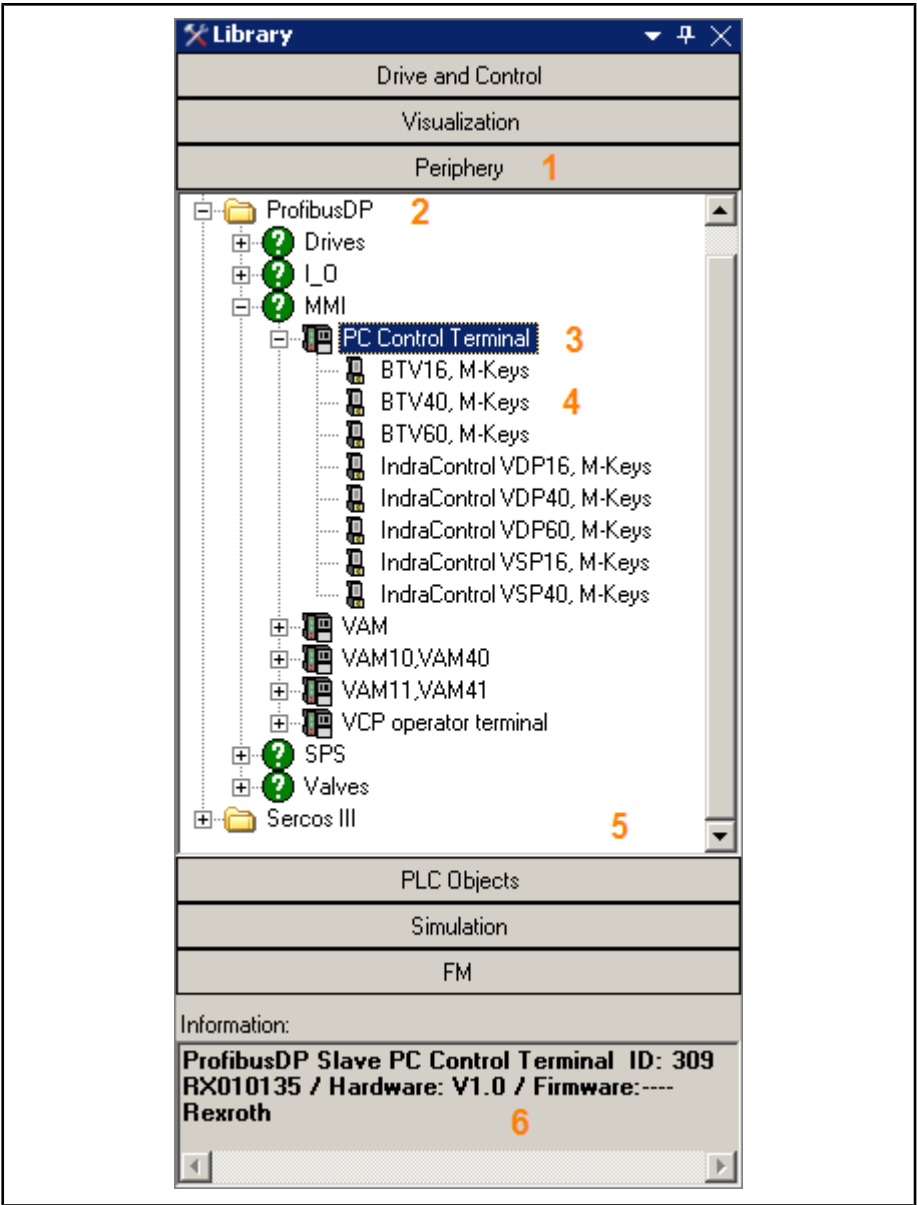 Library
Drive and Control
Visualization
Periphery 1
ProfibusDP 2
Drives
I_O
MMI
PC Control Terminal 3
BTV16, M-Keys
BTV40, M-Keys 4
BTV60, M-Keys
IndraControl VDP16, M-Keys
IndraControl VDP40, M-Keys
IndraControl VDP60, M-Keys
IndraControl VSP16, M-Keys
IndraControl VSP40, M-Keys
VAM
VAM10,VAM40
VAM11,VAM41
VCP operator terminal
SPS
Valves
Sercos III 5
PLC Objects
Simulation
FM
Information:
ProfibusDP Slave PC Control Terminal ID: 309
RX010135 / Hardware: V1.0 / Firmware:----
Rexroth 6